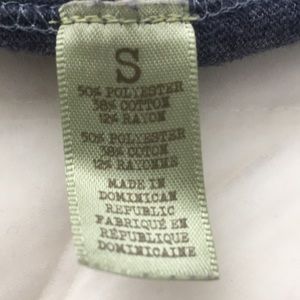 S
50% POLYESTER
38% COTTON
12% RAYON
50% POLYESTER
38% COTON
12% RAYONNE
MADE IN
DOMINICAN
REPUBLIC
FABRIQUÉ EN
RÉPUBLIQUE
DOMINICAINE